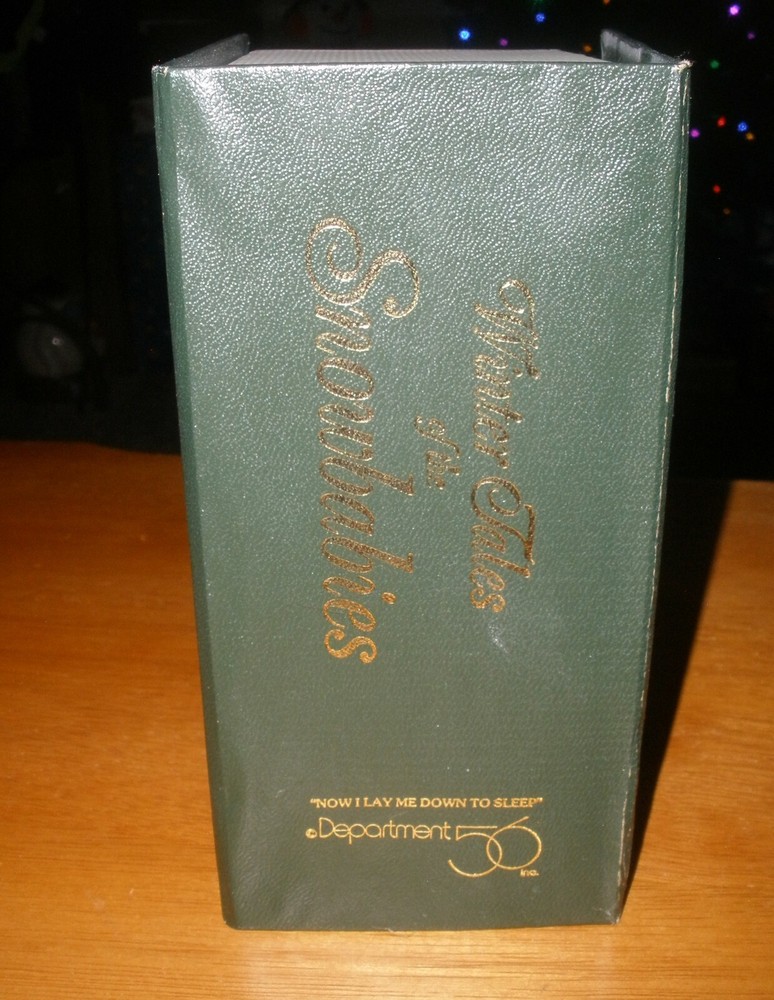 Winter Tales
of the
Snowbabies
"NOW I LAY ME DOWN TO SLEEP"
©Department 56 inc.